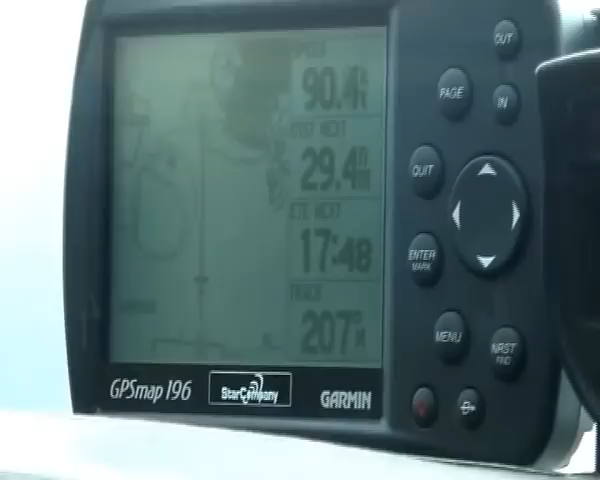 OUT
PAGE
IN
90.4
DIST NEXT
QUIT
29.4
ETE NEXT
17:48
ENTER
MARK
TRACK
207°
MENU
NRST
FIND
GPSmap 196
StarCompany
GARMIN